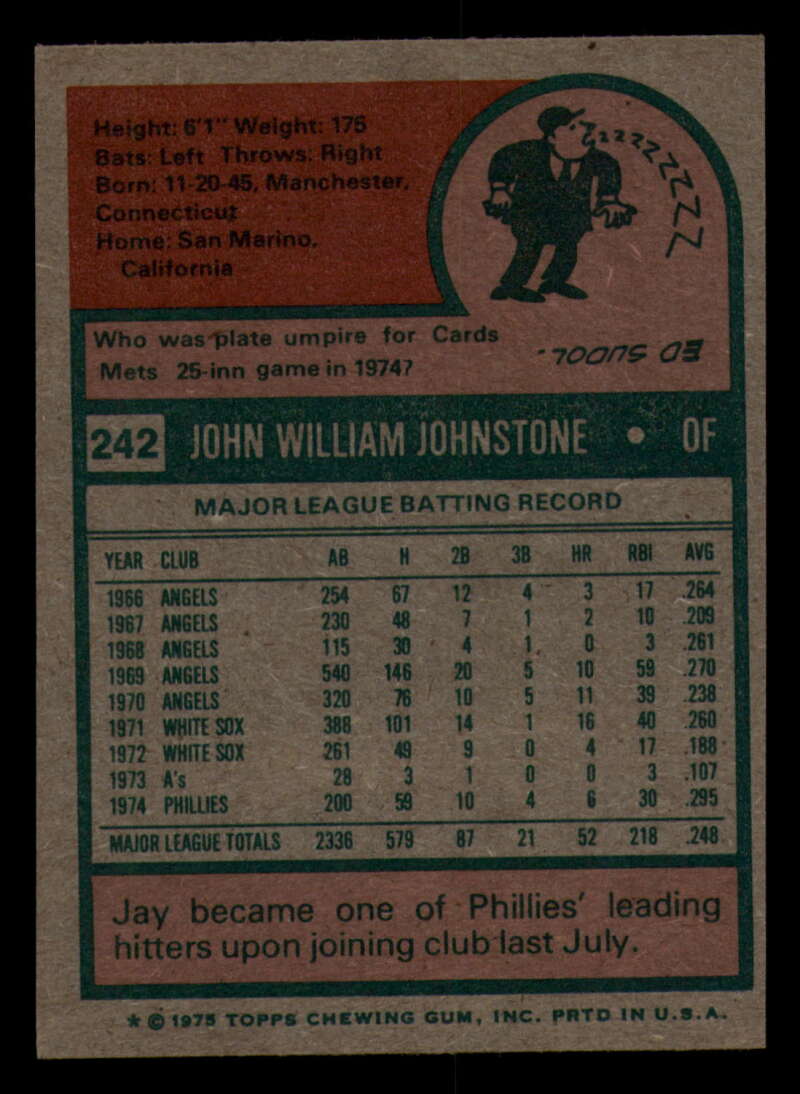 Height: 6'1" Weight: 175
Bats: Left Throws: Right
Born: 11-20-45, Manchester,
Connecticut
Home: San Marino,
California
ZZZZZZZZZZ
Who was plate umpire for Cards
Mets 25-inn game in 1974?
ED SUDOL.
242 JOHN WILLIAM JOHNSTONE • OF
MAJOR LEAGUE BATTING RECORD
YEAR CLUB AB H 2B 3B HR RBI AVG
1966 ANGELS 254 67 12 4 3 17 .264
1967 ANGELS 230 48 7 1 2 10 .209
1968 ANGELS 115 30 4 1 0 3 .261
1969 ANGELS 540 146 20 5 10 59 .270
1970 ANGELS 320 76 10 5 11 39 .238
1971 WHITE SOX 388 101 14 1 16 40 .260
1972 WHITE SOX 261 49 9 0 4 17 .188
1973 A's 28 3 1 0 0 3 .107
1974 PHILLIES 200 59 10 4 6 30 .295
MAJOR LEAGUE TOTALS 2336 579 87 21 52 218 .248
Jay became one of Phillies' leading
hitters upon joining club last July.
* © 1975 TOPPS CHEWING GUM, INC. PRTD IN U.S.A.